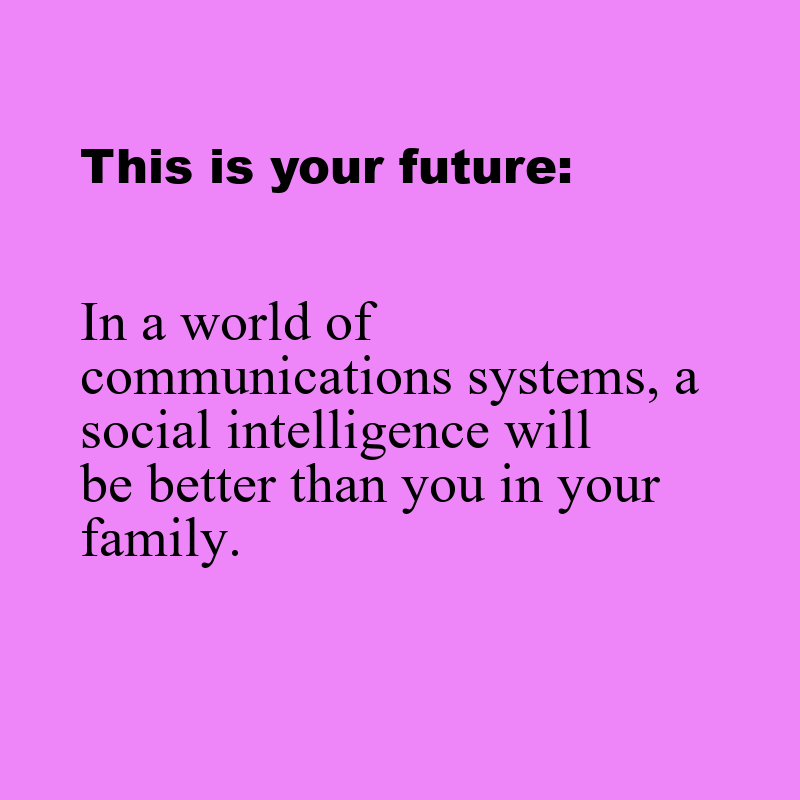 This is your future:
In a world of
communications systems, a
social intelligence will
be better than you in your
family.